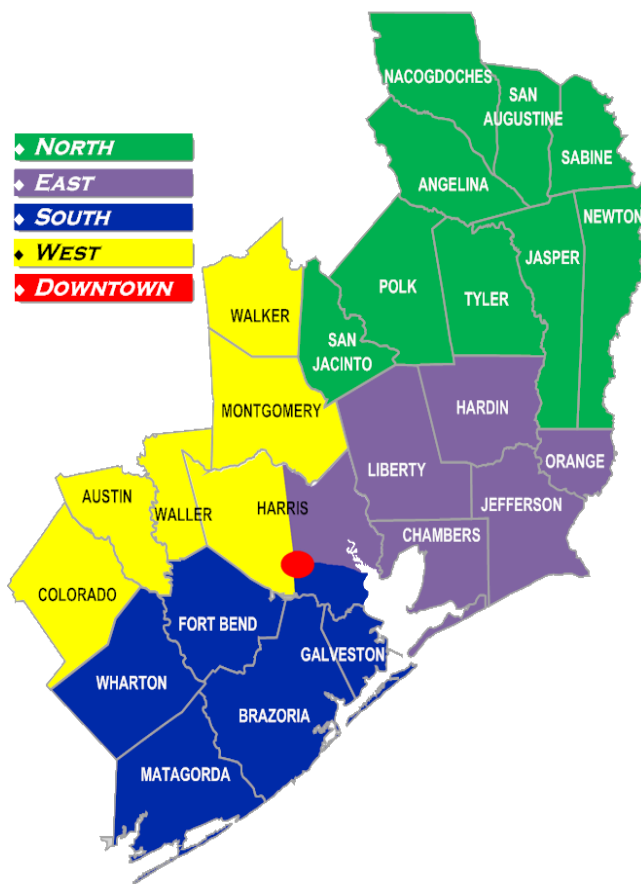 NORTH
EAST
SOUTH
WEST
DOWNTOWN
NACOGDOCHES
SAN
AUGUSTINE
SABINE
ANGELINA
NEWTON
JASPER
POLK
TYLER
WALKER
SAN
JACINTO
MONTGOMERY
HARDIN
ORANGE
LIBERTY
JEFFERSON
AUSTIN
WALLER
HARRIS
CHAMBERS
COLORADO
FORT BEND
GALVESTON
WHARTON
BRAZORIA
MATAGORDA